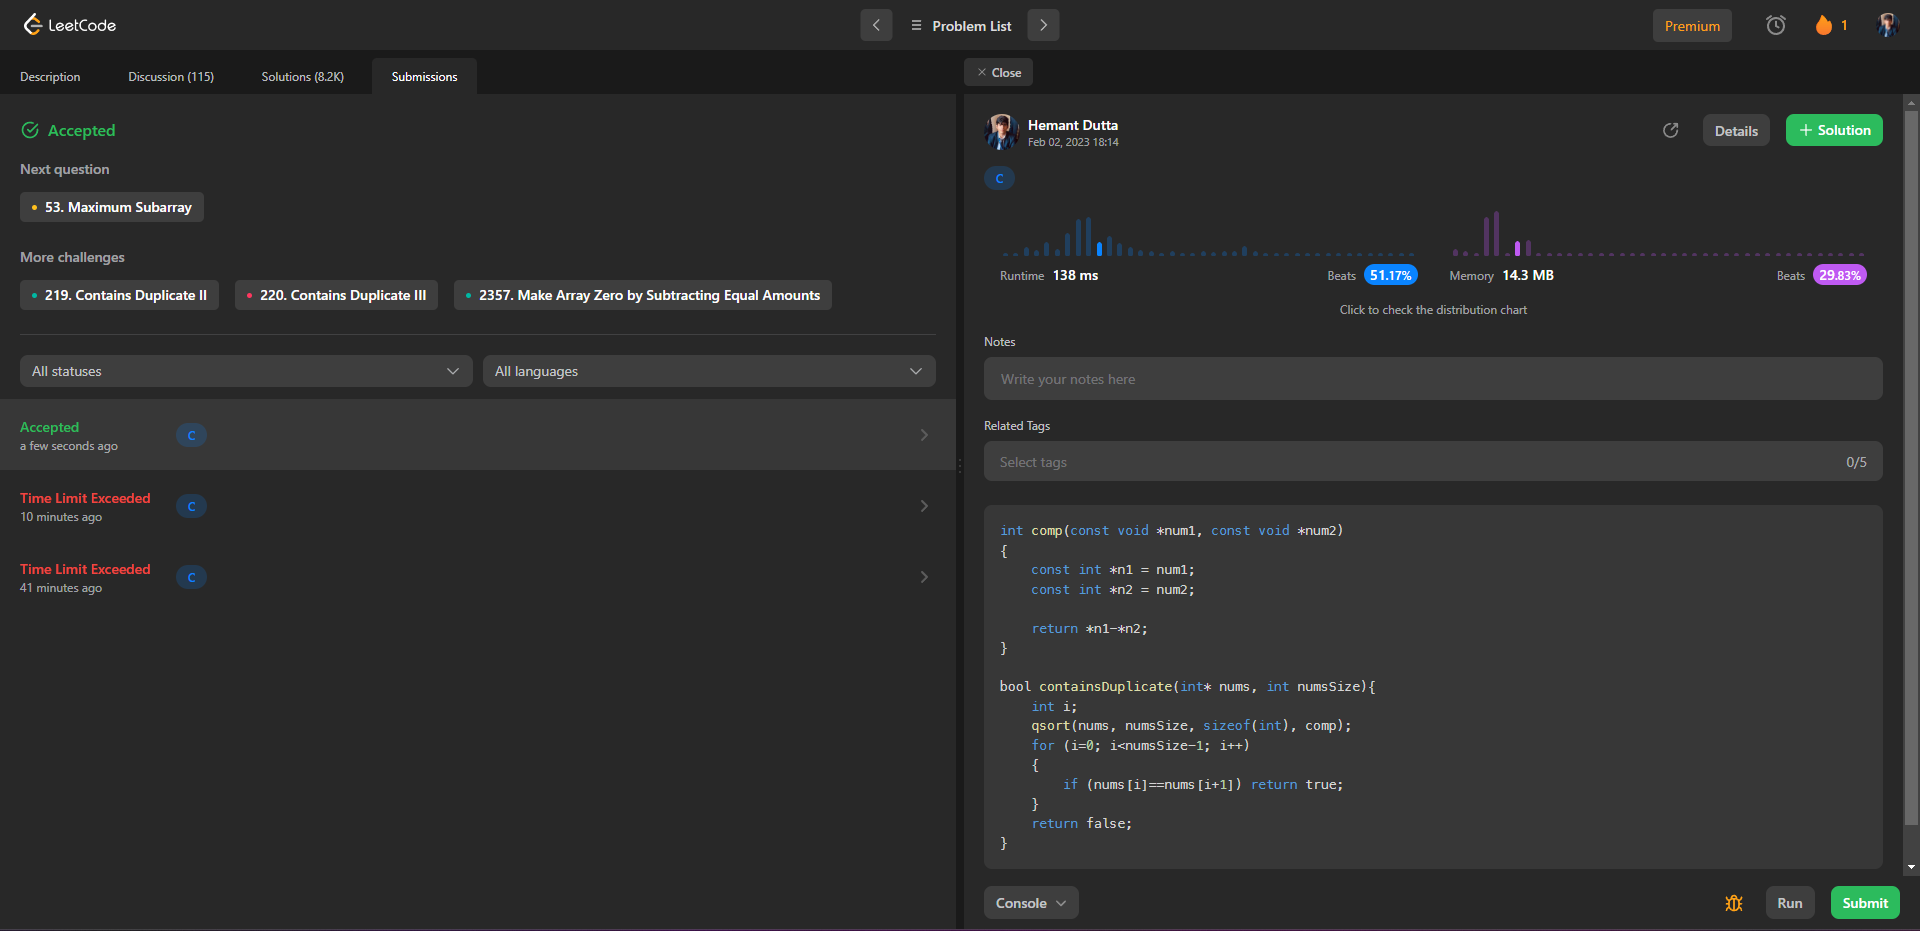 LeetCode
Problem List
Premium
1
Description
Discussion (115)
Solutions (8.2K)
Submissions
Accepted
Next question
53. Maximum Subarray
More challenges
219. Contains Duplicate II
220. Contains Duplicate III
2357. Make Array Zero by Subtracting Equal Amounts
All statuses
All languages
Accepted
a few seconds ago
C
Time Limit Exceeded
10 minutes ago
C
Time Limit Exceeded
41 minutes ago
C
Close
Hemant Dutta
Feb 02, 2023 18:14
Details
Solution
C
Runtime 138 ms
Beats 51.17%
Memory 14.3 MB
Beats 29.83%
Click to check the distribution chart
Notes
Write your notes here
Related Tags
Select tags
0/5
int comp(const void *num1, const void *num2)
{
    const int *n1 = num1;
    const int *n2 = num2;

    return *n1-*n2;
}

bool containsDuplicate(int* nums, int numsSize){
    int i;
    qsort(nums, numsSize, sizeof(int), comp);
    for (i=0; i<numsSize-1; i++)
    {
        if (nums[i]==nums[i+1]) return true;
    }
    return false;
}
Console
Run
Submit